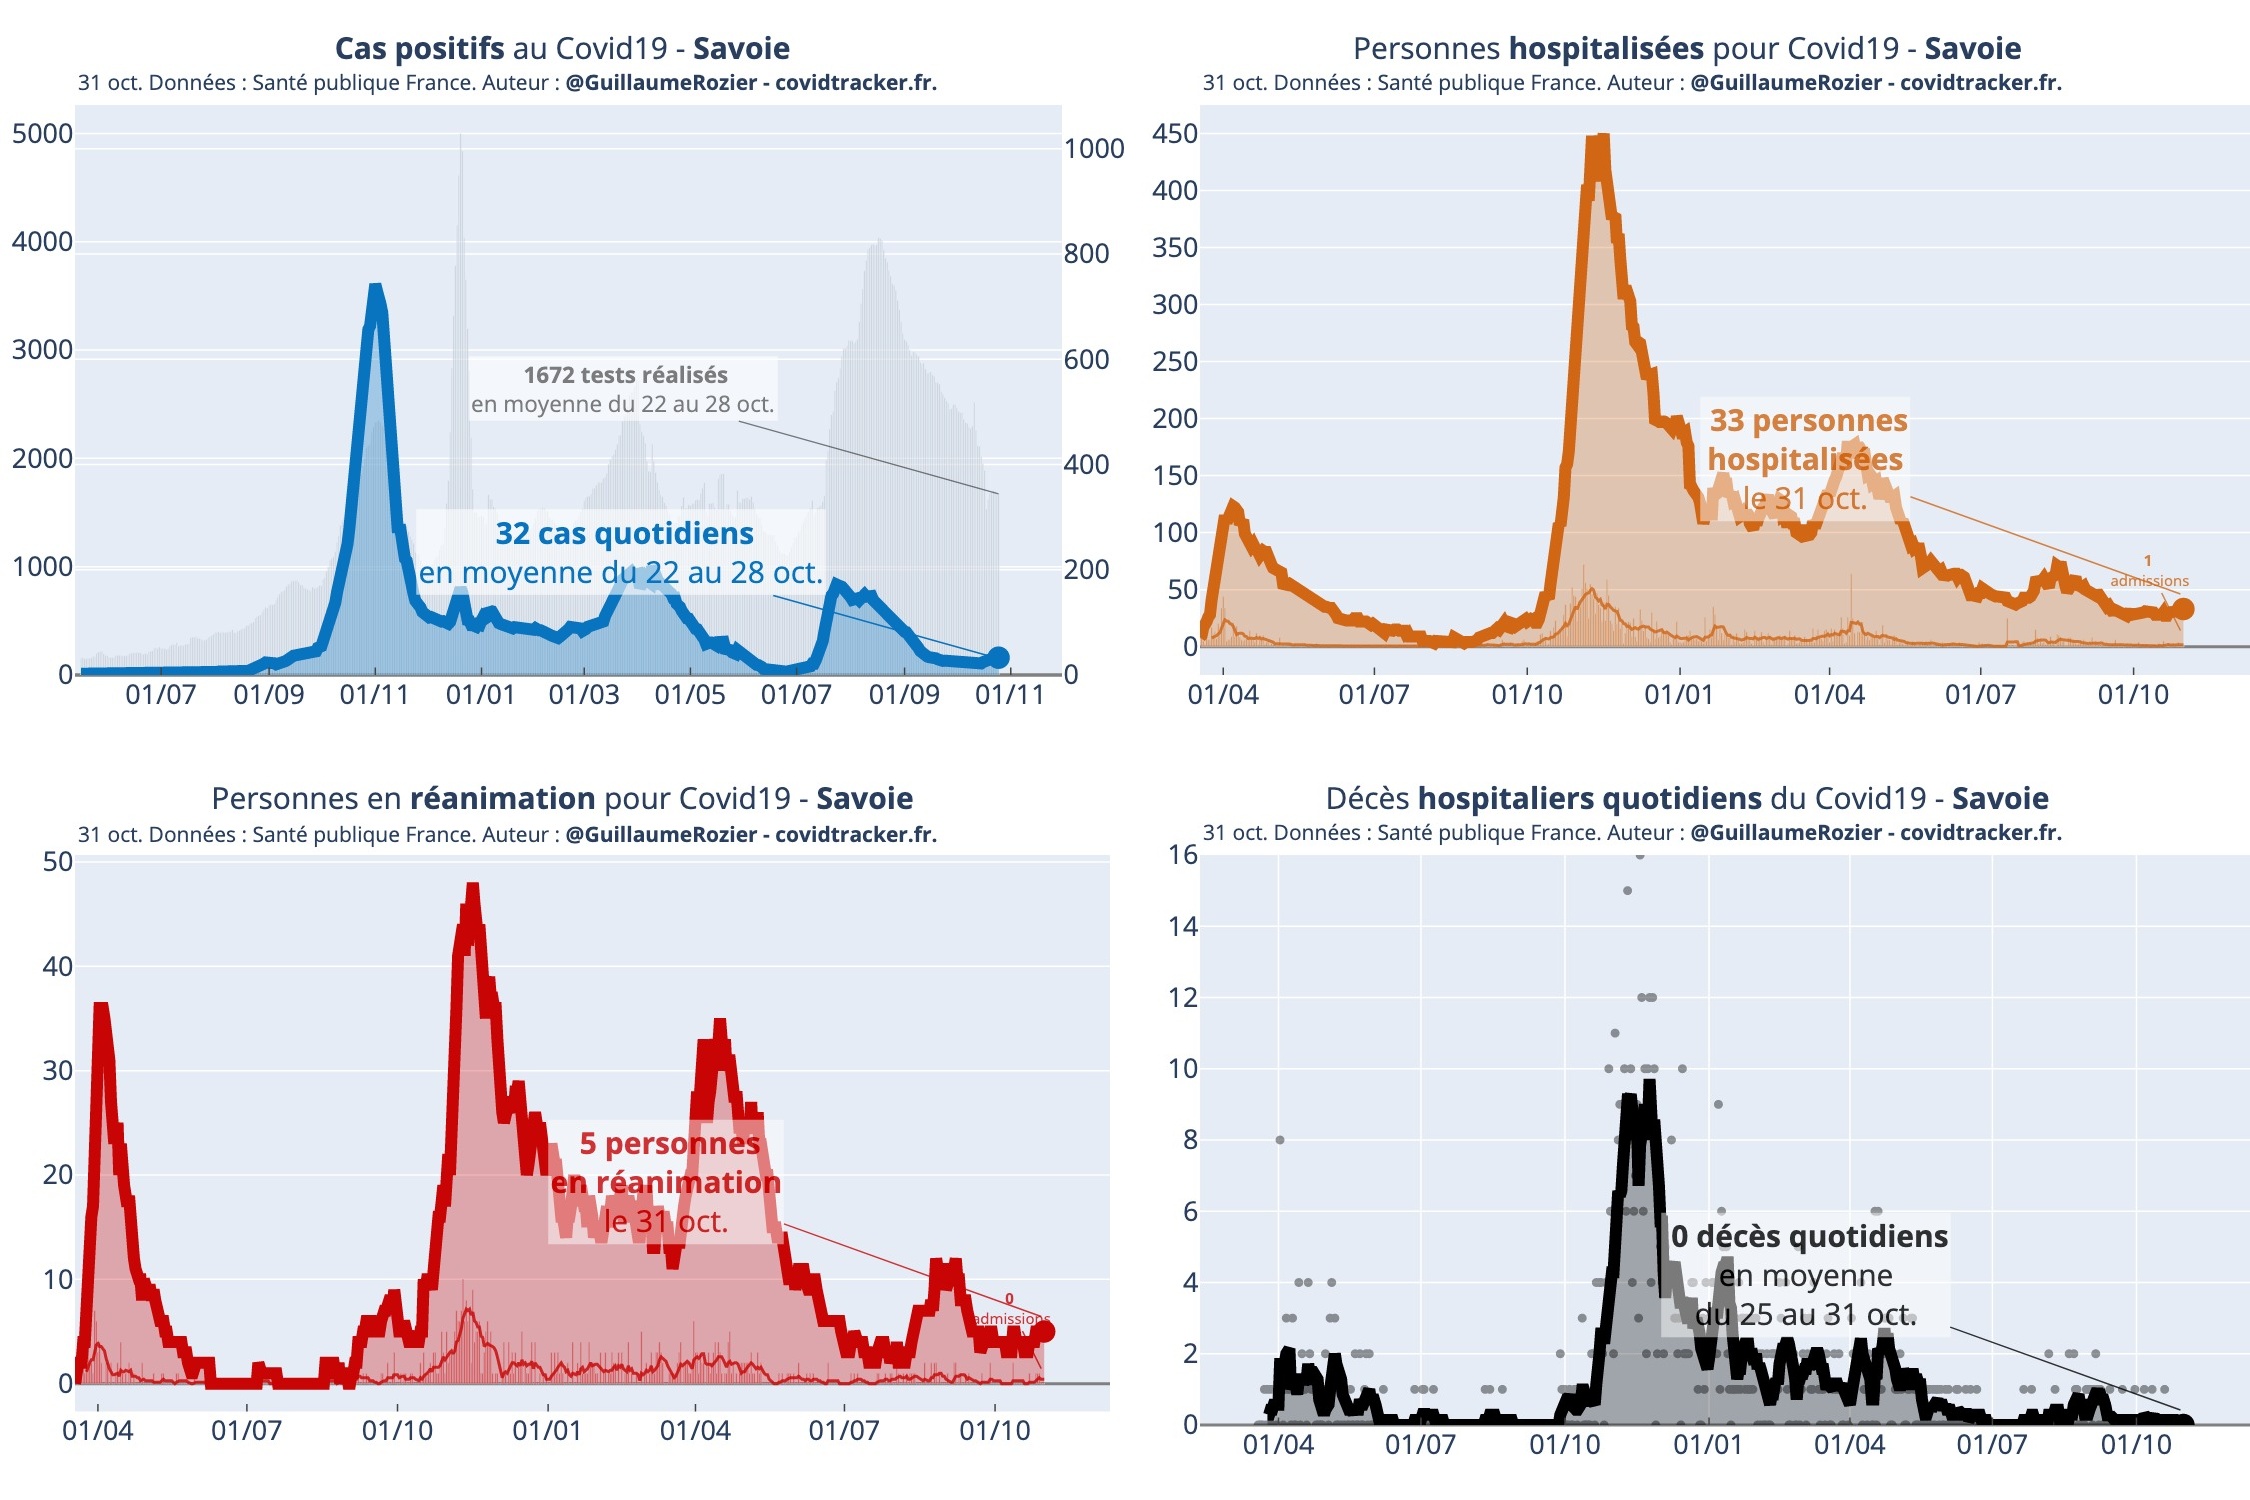 Cas positifs au Covid19 - Savoie
31 oct. Données : Santé publique France. Auteur : @GuillaumeRozier - covidtracker.fr.
5000
4000
3000
2000
1000
0
1000
800
600
400
200
0
1672 tests réalisés
en moyenne du 22 au 28 oct.
32 cas quotidiens
en moyenne du 22 au 28 oct.
01/07 01/09 01/11 01/01 01/03 01/05 01/07 01/09 01/11
Personnes hospitalisées pour Covid19 - Savoie
31 oct. Données : Santé publique France. Auteur : @GuillaumeRozier - covidtracker.fr.
450
400
350
300
250
200
150
100
50
0
33 personnes
hospitalisées
le 31 oct.
1
admissions
01/04 01/07 01/10 01/01 01/04 01/07 01/10
Personnes en réanimation pour Covid19 - Savoie
31 oct. Données : Santé publique France. Auteur : @GuillaumeRozier - covidtracker.fr.
50
40
30
20
10
0
5 personnes
en réanimation
le 31 oct.
0
admissions
01/04 01/07 01/10 01/01 01/04 01/07 01/10
Décès hospitaliers quotidiens du Covid19 - Savoie
31 oct. Données : Santé publique France. Auteur : @GuillaumeRozier - covidtracker.fr.
16
14
12
10
8
6
4
2
0
0 décès quotidiens
en moyenne
du 25 au 31 oct.
01/04 01/07 01/10 01/01 01/04 01/07 01/10